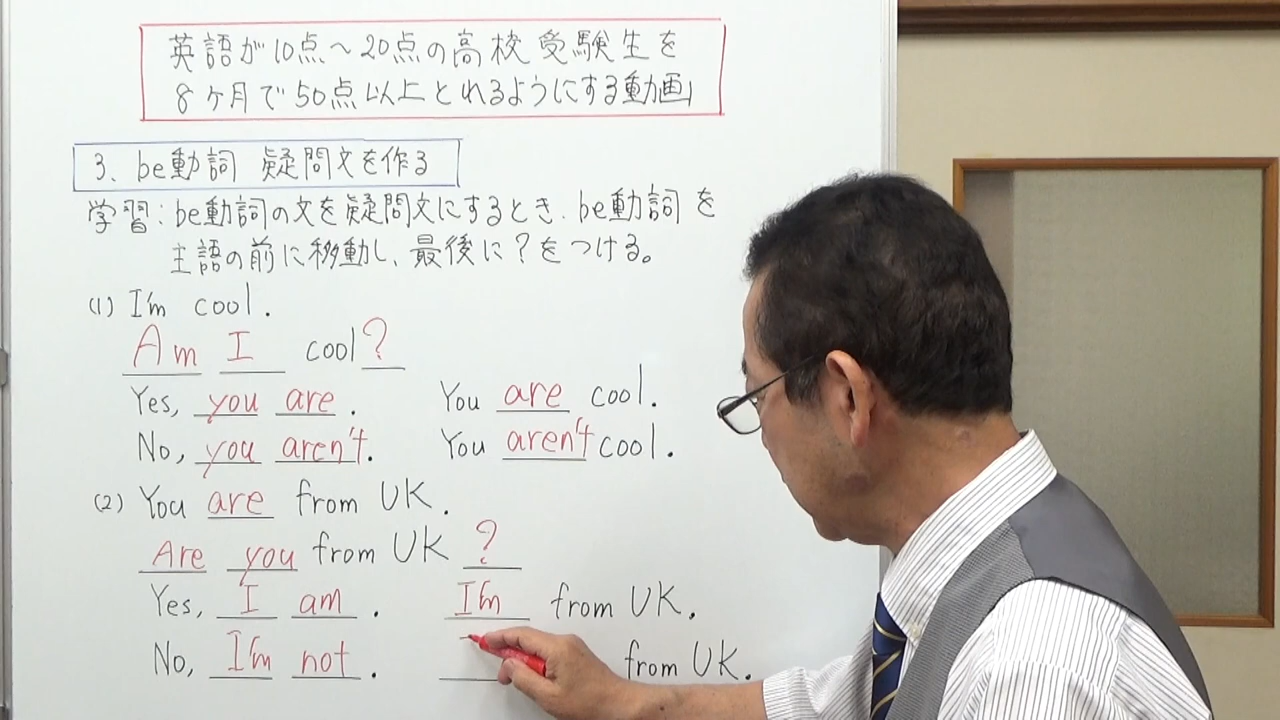 英語が10点～20点の高校受験生を
8ヶ月で50点以上とれるようにする動画
3、be動詞 疑問文を作る
学習：be動詞の文を疑問文にするとき、be動詞を
主語の前に移動し、最後に?をつける。
(1) I'm cool.
Am I cool?
Yes, you are. You are cool.
No, you aren't. You aren't cool.
(2) You are from UK.
Are you from UK ?
Yes, I am. I'm from UK.
No, I'm not. from UK.